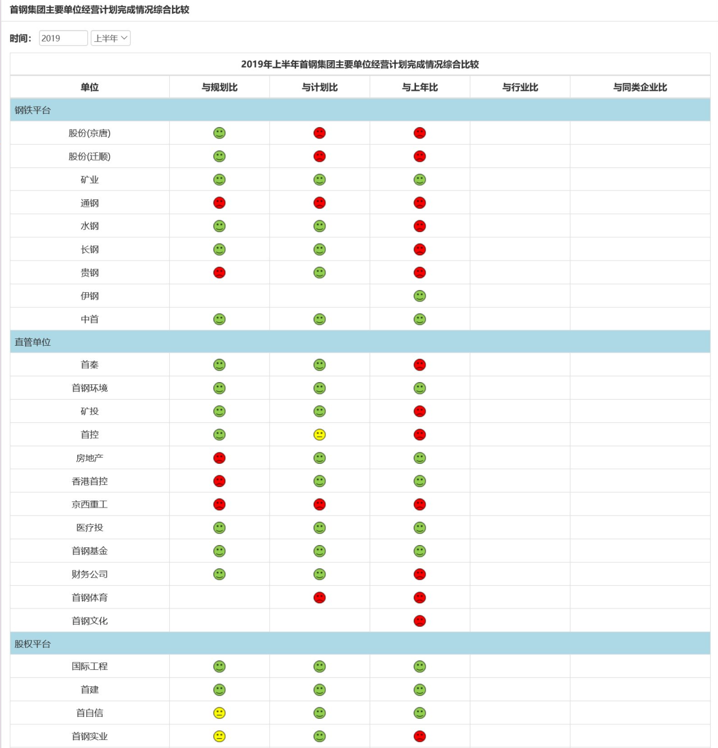 首钢集团主要单位经营计划完成情况综合比较
时间： 2019 上半年
2019年上半年首钢集团主要单位经营计划完成情况综合比较
单位 与规划比 与计划比 与上年比 与行业比 与同类企业比
钢铁平台
股份(京唐)
股份(迁顺)
矿业
通钢
水钢
长钢
贵钢
伊钢
中首
直管单位
首秦
首钢环境
矿投
首控
房地产
香港首控
京西重工
医疗投
首钢基金
财务公司
首钢体育
首钢文化
股权平台
国际工程
首建
首自信
首钢实业